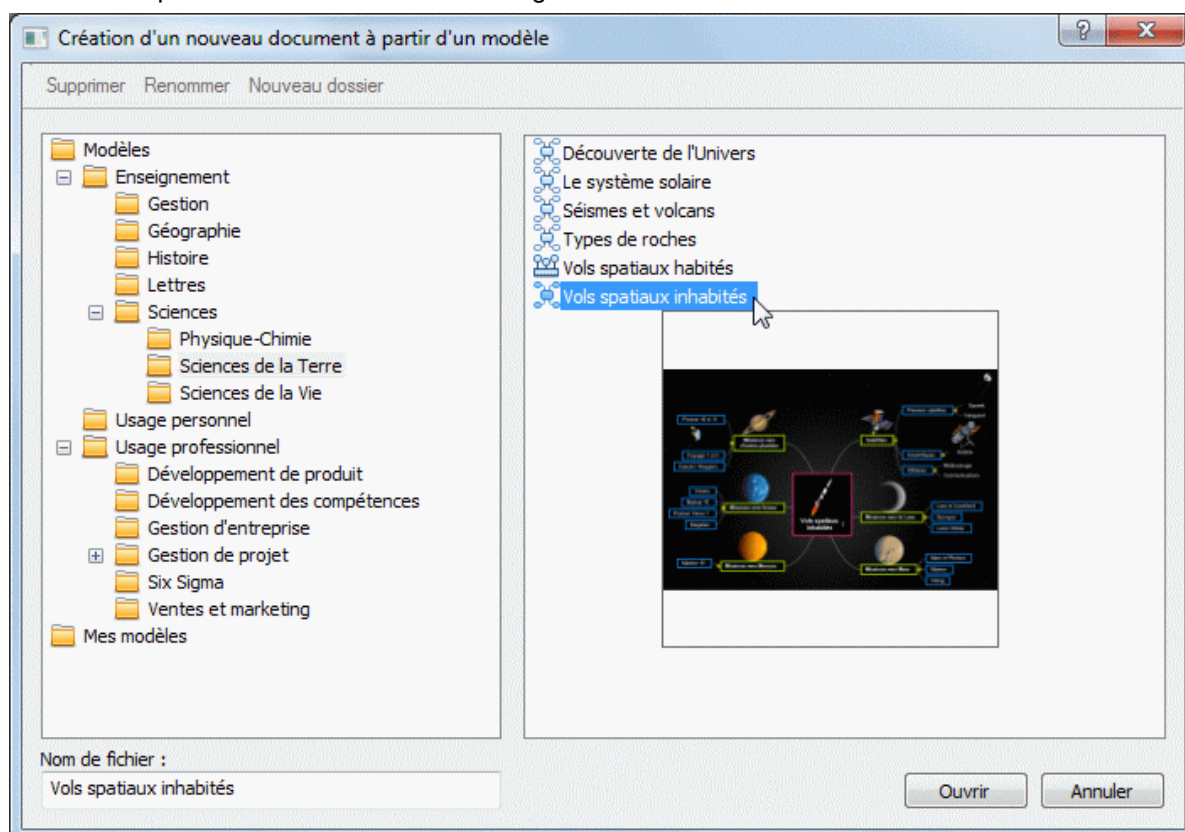 Création d'un nouveau document à partir d'un modèle
Supprimer Renommer Nouveau dossier
Modèles
Enseignement
Gestion
Géographie
Histoire
Lettres
Sciences
Physique-Chimie
Sciences de la Terre
Sciences de la Vie
Usage personnel
Usage professionnel
Développement de produit
Développement des compétences
Gestion d'entreprise
Gestion de projet
Six Sigma
Ventes et marketing
Mes modèles
Découverte de l'Univers
Le système solaire
Séismes et volcans
Types de roches
Vols spatiaux habités
Vols spatiaux inhabités
Vols spatiaux
inhabités
Nom de fichier :
Vols spatiaux inhabités
Ouvrir Annuler